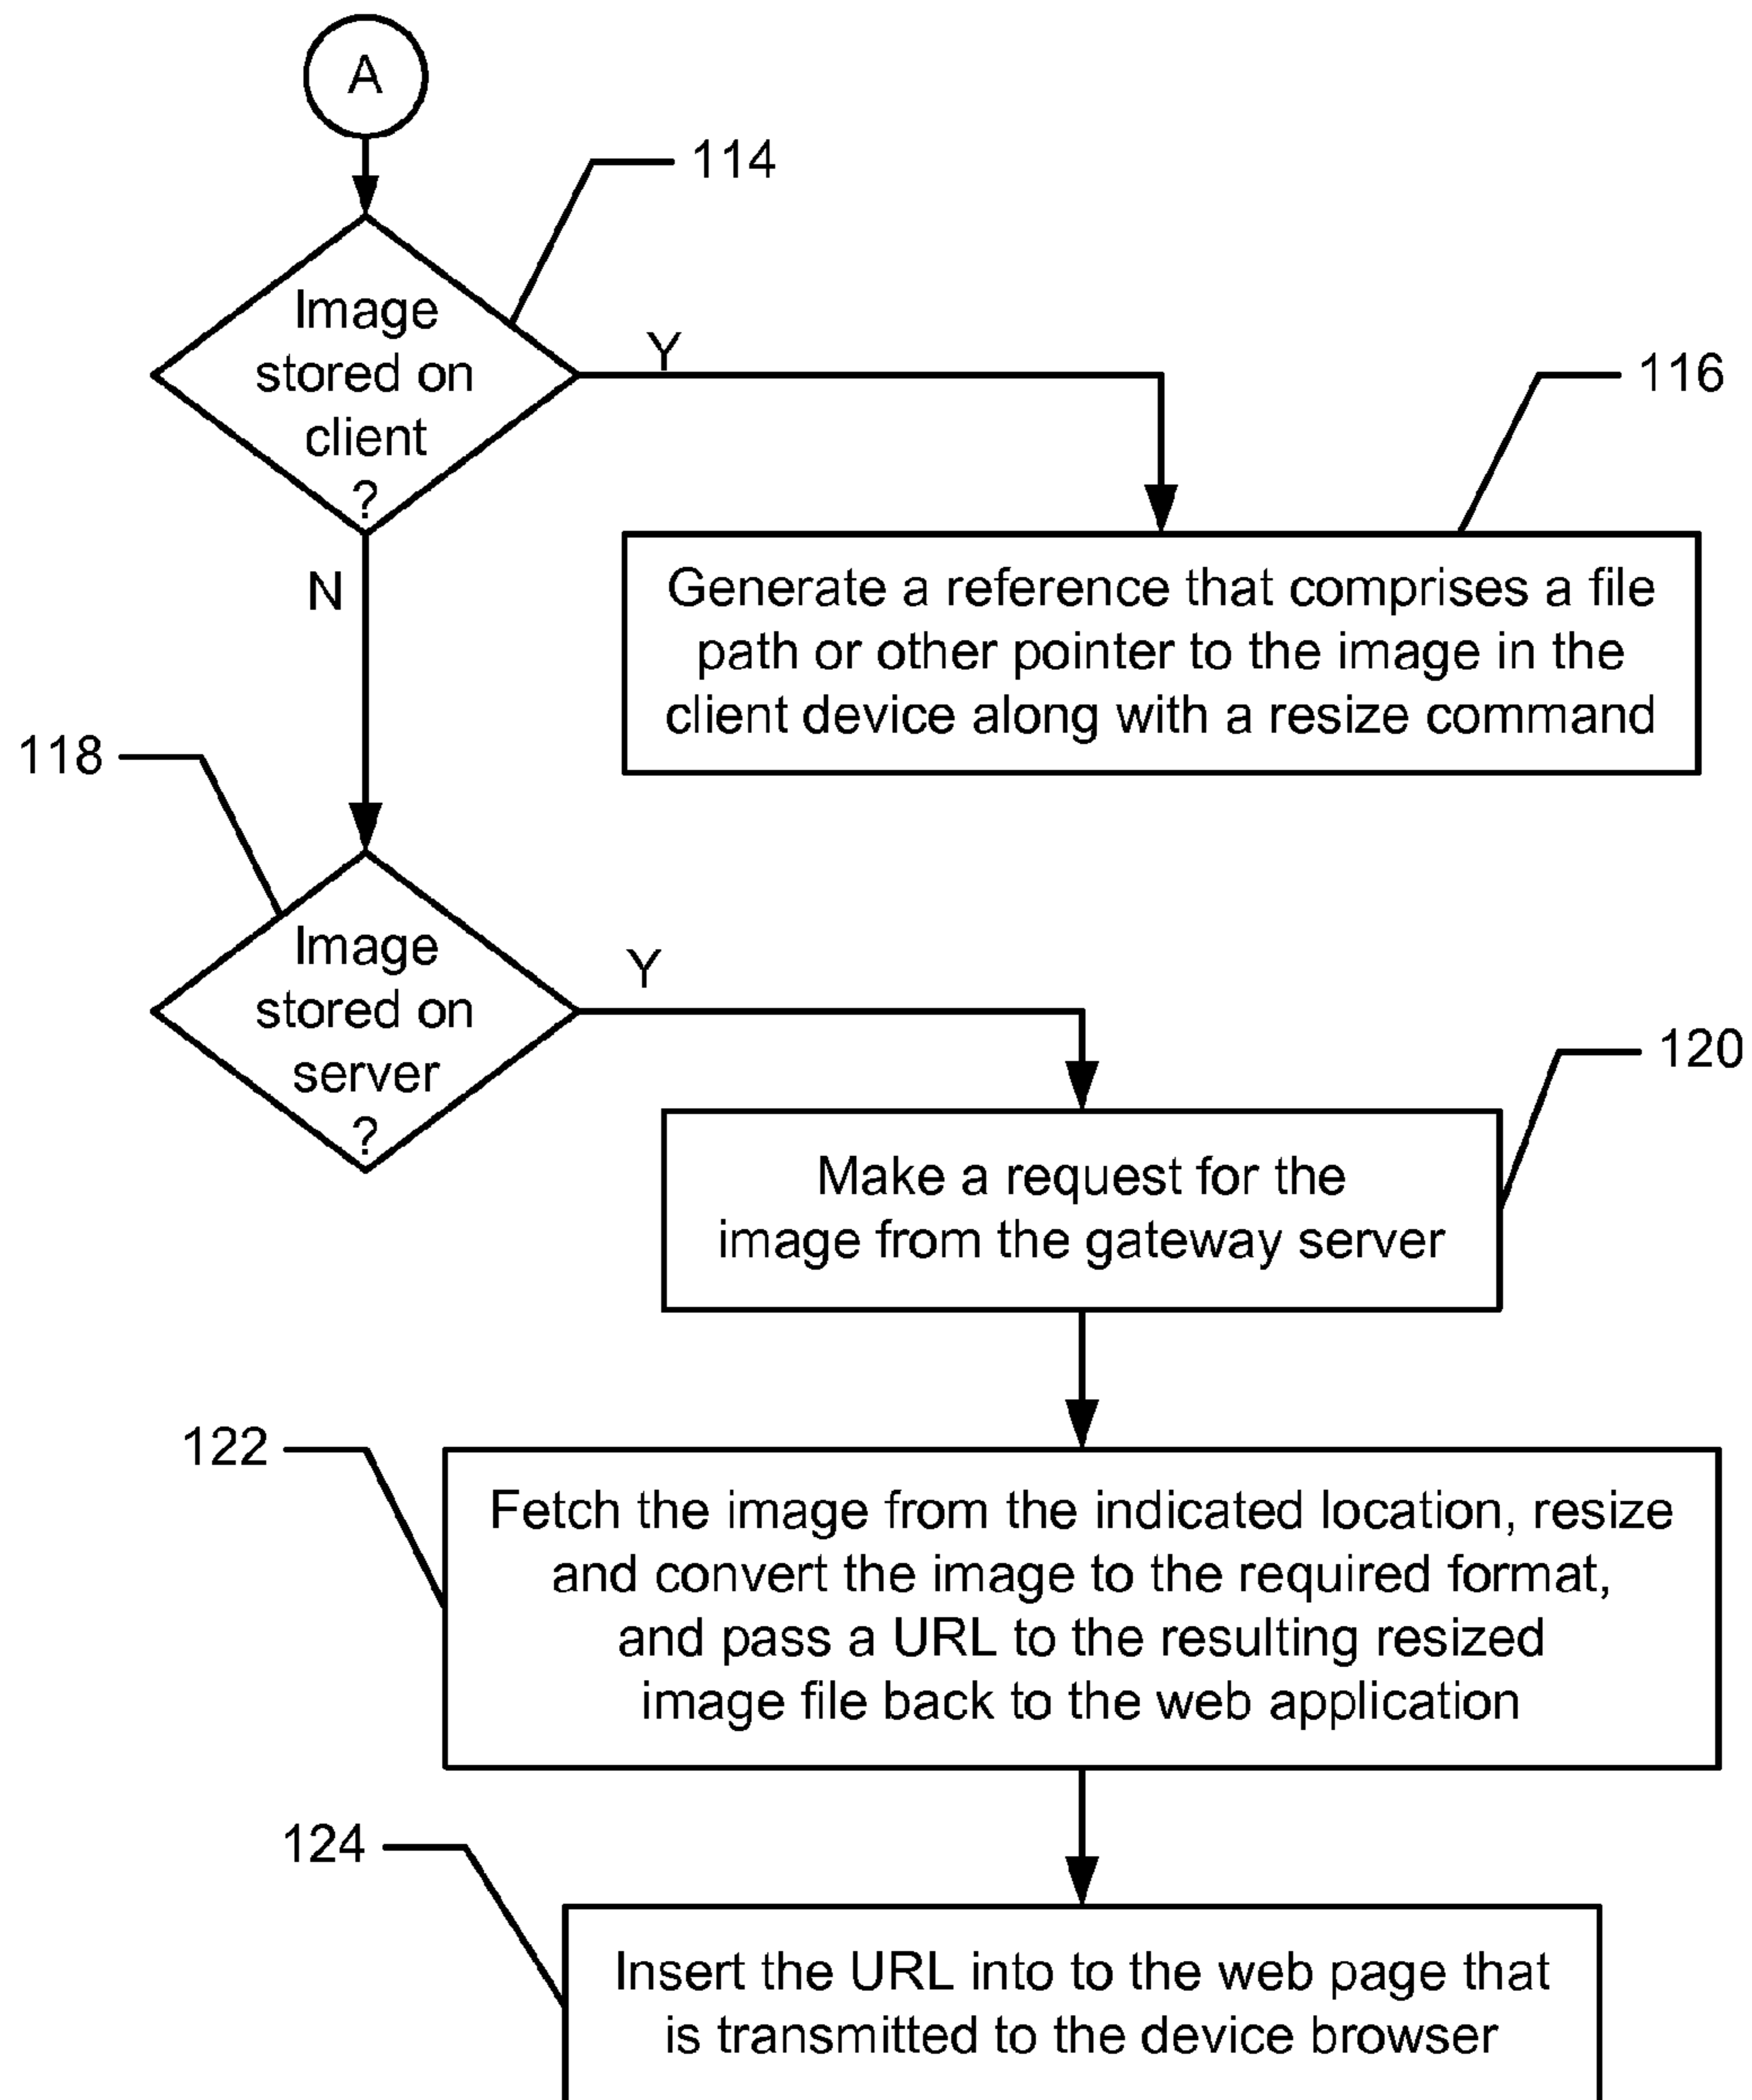 A
114
Image
stored on
client
?
Y
116
Generate a reference that comprises a file
path or other pointer to the image in the
client device along with a resize command
N
118
Image
stored on
server
?
Y
120
Make a request for the
image from the gateway server
122
Fetch the image from the indicated location, resize
and convert the image to the required format,
and pass a URL to the resulting resized
image file back to the web application
124
Insert the URL into to the web page that
is transmitted to the device browser